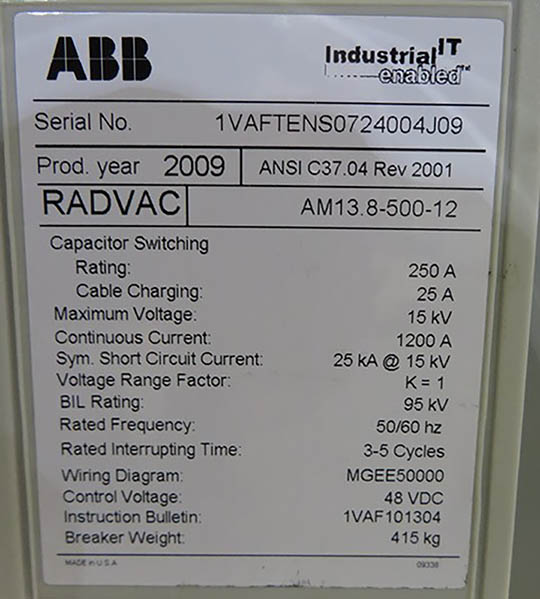 ABB Industrial IT
enabled™
Serial No. 1VAFTENS0724004J09
Prod. year 2009 ANSI C37.04 Rev 2001
RADVAC AM13.8-500-12
Capacitor Switching
Rating: 250 A
Cable Charging: 25 A
Maximum Voltage: 15 kV
Continuous Current: 1200 A
Sym. Short Circuit Current: 25 kA @ 15 kV
Voltage Range Factor: K = 1
BIL Rating: 95 kV
Rated Frequency: 50/60 hz
Rated Interrupting Time: 3-5 Cycles
Wiring Diagram: MGEE50000
Control Voltage: 48 VDC
Instruction Bulletin: 1VAF101304
Breaker Weight: 415 kg
MADE IN U S A 09338